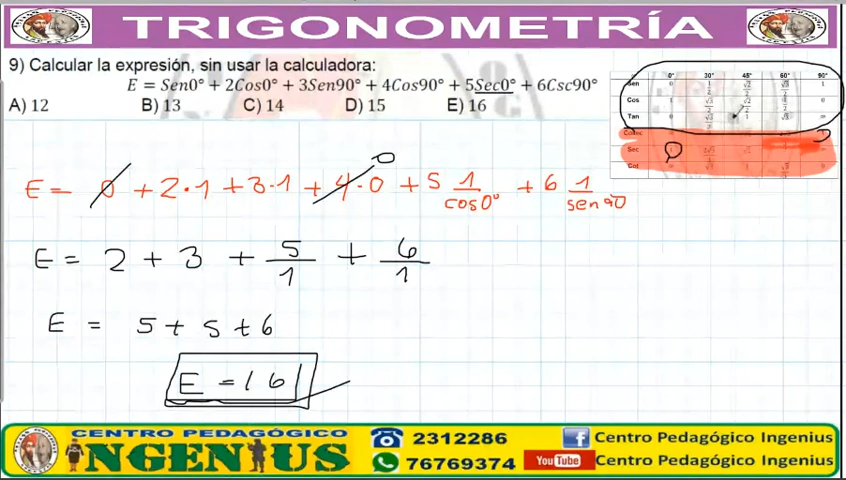 TRIGONOMETRÍA
9) Calcular la expresión, sin usar la calculadora:
E = Sen0° + 2Cos0° + 3Sen90° + 4Cos90° + 5Sec0° + 6Csc90°
A) 12 B) 13 C) 14 D) 15 E) 16
0° 30° 45° 60° 90°
Sen
Cos
Tan
Sec
Cot
E = 0 + 2·1 + 3·1 + 4·0 + 5 1/cos0° + 6 1/sen90
0
E = 2 + 3 + 5/1 + 6/1
E = 5 + 5 + 6
E = 16
CENTRO PEDAGÓGICO
INGENIUS
2312286
76769374
Centro Pedagógico Ingenius
YouTube Centro Pedagógico Ingenius